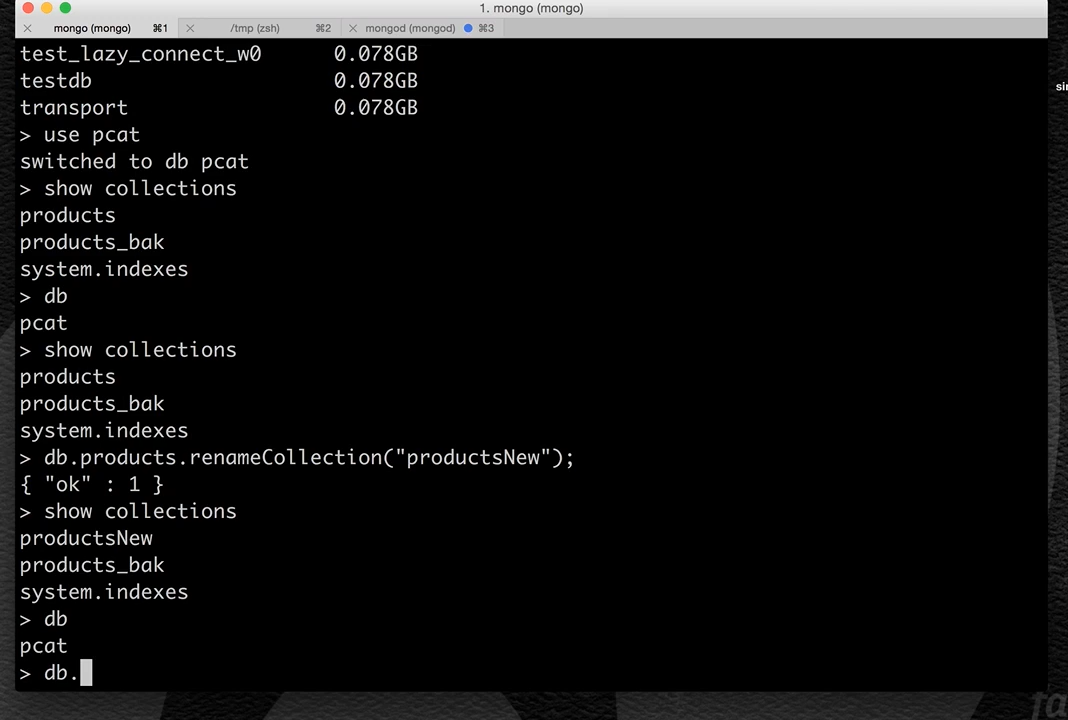 1. mongo (mongo)
mongo (mongo) ⌘1 /tmp (zsh) ⌘2 mongod (mongod) ⌘3
test_lazy_connect_w0 0.078GB
testdb 0.078GB
transport 0.078GB
> use pcat
switched to db pcat
> show collections
products
products_bak
system.indexes
> db
pcat
> show collections
products
products_bak
system.indexes
> db.products.renameCollection("productsNew");
{ "ok" : 1 }
> show collections
productsNew
products_bak
system.indexes
> db
pcat
> db.